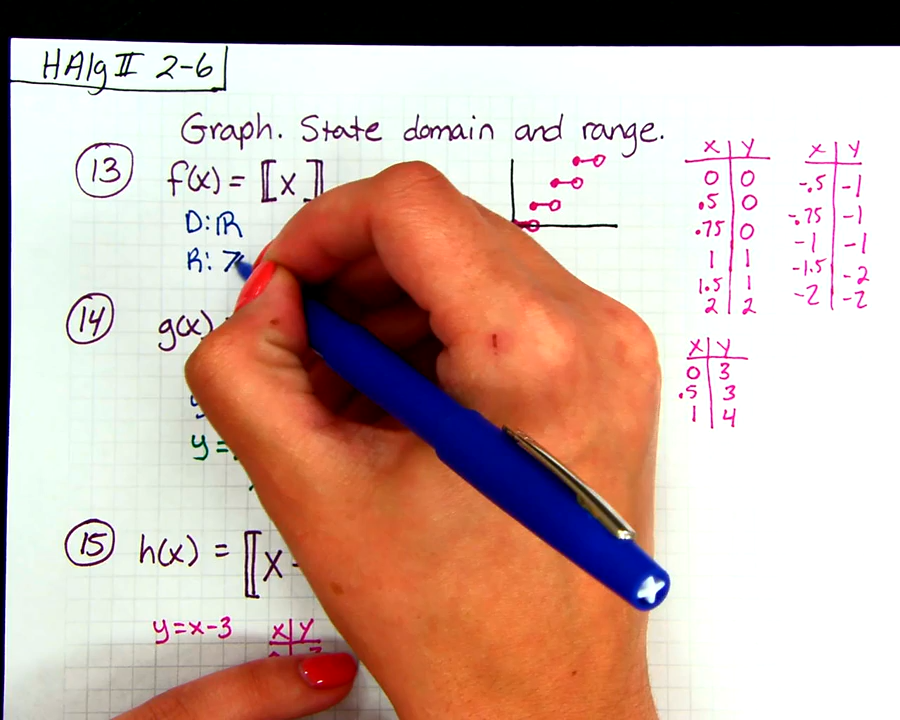 HAlg II 2-6
Graph. State domain and range.
13 f(x) = ⟦x⟧
D: ℝ
R: ℤ
x | y
0 | 0
.5 | 0
.75 | 0
1 | 1
1.5 | 1
2 | 2
x | y
-.5 | -1
-.75 | -1
-1 | -1
-1.5 | -2
-2 | -2
14 g(x)
y =
x | y
0 | 3
.5 | 3
1 | 4
15 h(x) = ⟦x -
y = x - 3
x | y